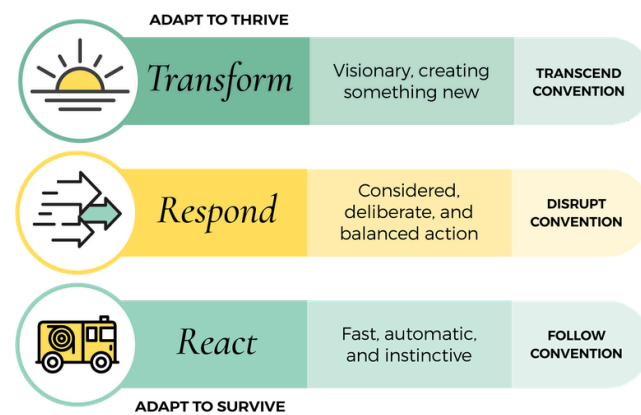 ADAPT TO THRIVE
Transform
Visionary, creating
something new
TRANSCEND
CONVENTION
Respond
Considered,
deliberate, and
balanced action
DISRUPT
CONVENTION
React
Fast, automatic,
and instinctive
FOLLOW
CONVENTION
ADAPT TO SURVIVE